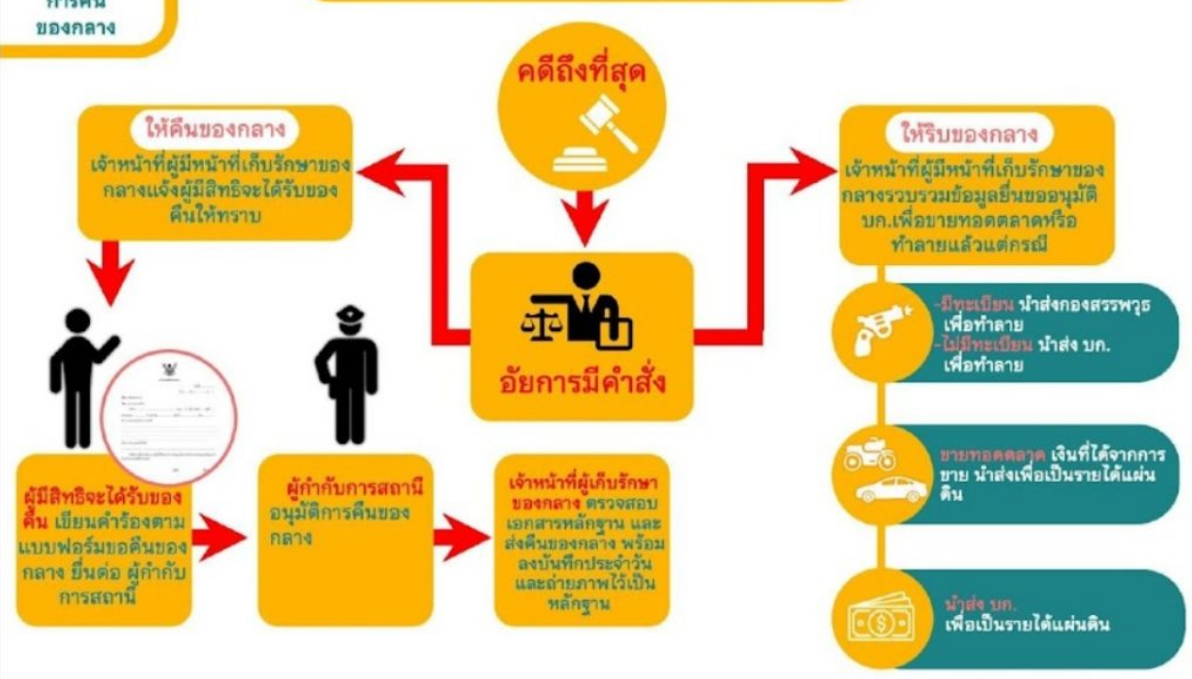 การคืน
ของกลาง
คดีถึงที่สุด
ให้คืนของกลาง
เจ้าหน้าที่ผู้มีหน้าที่เก็บรักษาของ
กลางแจ้งผู้มีสิทธิจะได้รับของ
คืนให้ทราบ
ให้ริบของกลาง
เจ้าหน้าที่ผู้มีหน้าที่เก็บรักษาของ
กลางรวบรวมข้อมูลยื่นขออนุมัติ
บก.เพื่อขายทอดตลาดหรือ
ทำลายแล้วแต่กรณี
อัยการมีคำสั่ง
-มีทะเบียน นำส่งกองสรรพวุธ
เพื่อทำลาย
-ไม่มีทะเบียน นำส่ง บก.
เพื่อทำลาย
ขายทอดตลาด เงินที่ได้จากการ
ขาย นำส่งเพื่อเป็นรายได้แผ่น
ดิน
นำส่ง บก.
เพื่อเป็นรายได้แผ่นดิน
ผู้มีสิทธิจะได้รับของ
คืน เขียนคำร้องตาม
แบบฟอร์มขอคืนของ
กลาง ยื่นต่อ ผู้กำกับ
การสถานี
ผู้กำกับการสถานี
อนุมัติการคืนของ
กลาง
เจ้าหน้าที่ผู้เก็บรักษา
ของกลาง ตรวจสอบ
เอกสารหลักฐาน และ
ส่งคืนของกลาง พร้อม
ลงบันทึกประจำวัน
และถ่ายภาพไว้เป็น
หลักฐาน